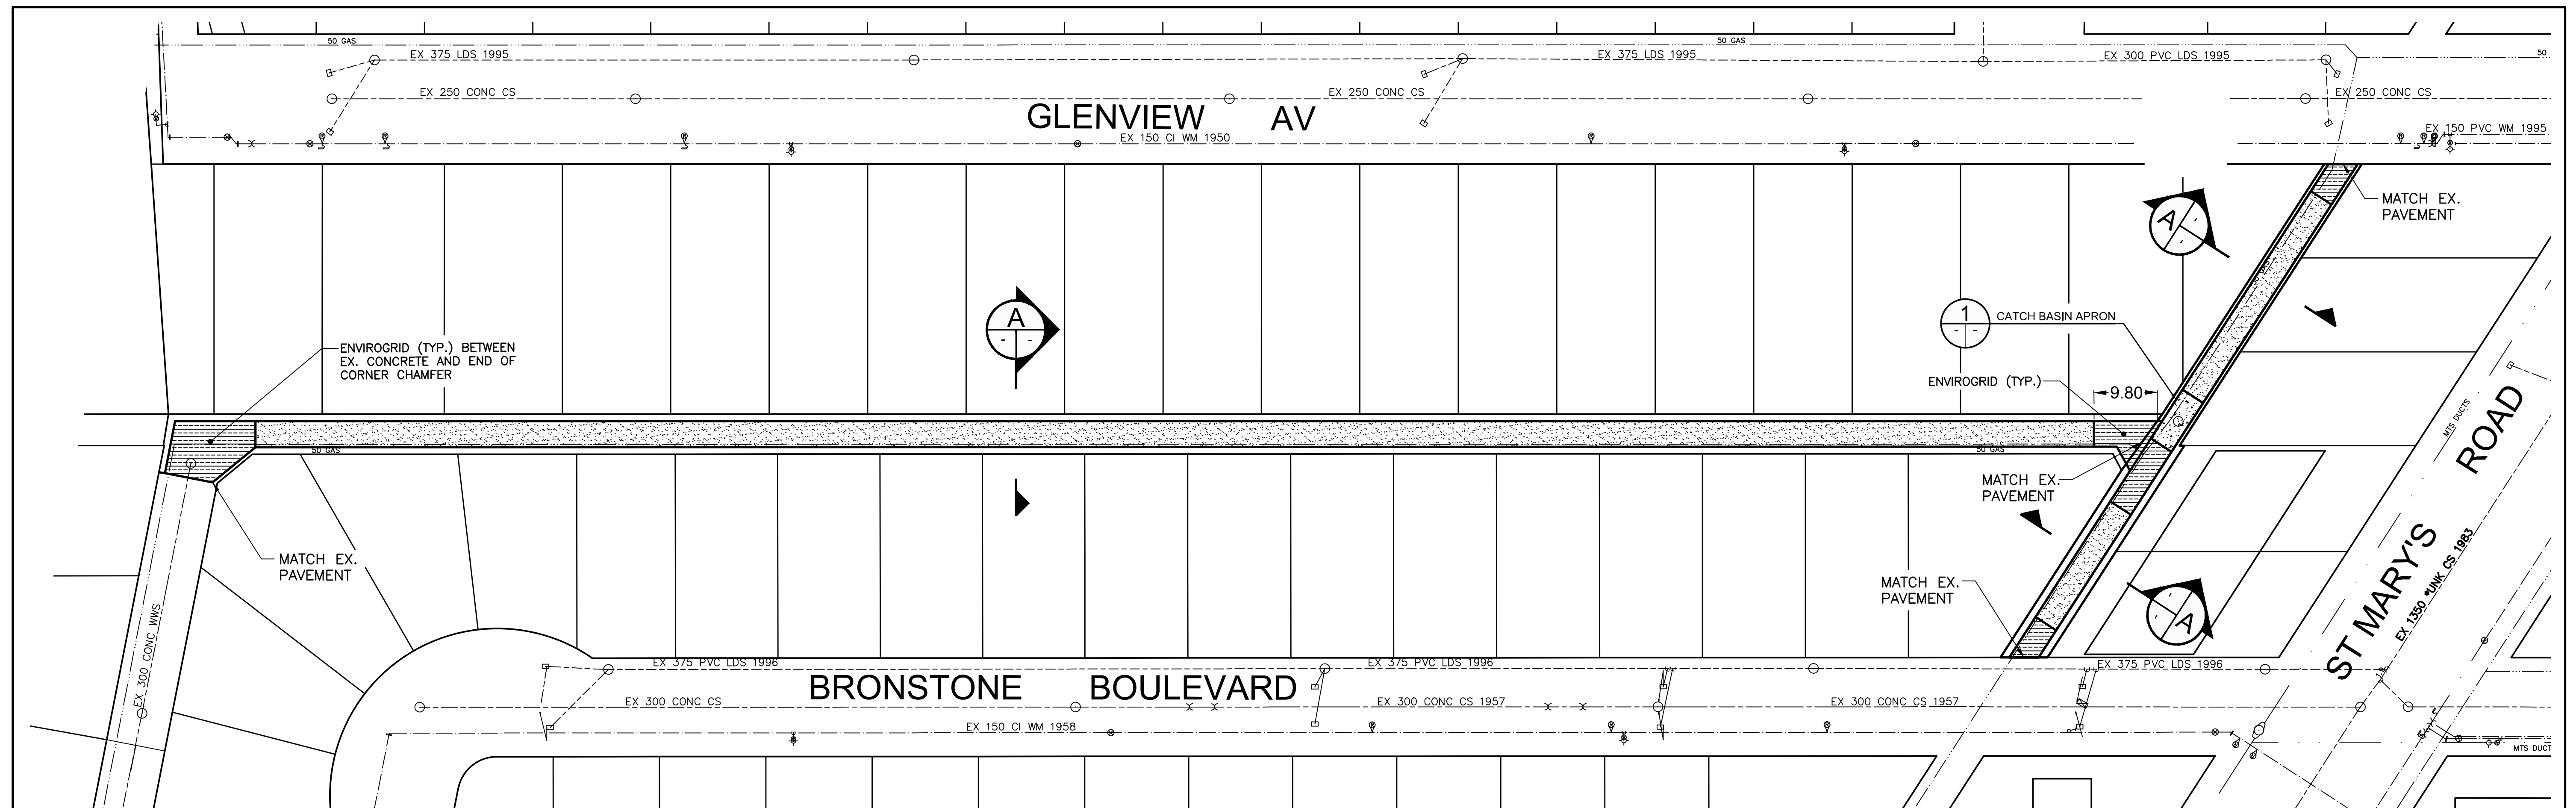 50 GAS
50 GAS
50
EX 375 LDS 1995
EX 375 LDS 1995
EX 300 PVC LDS 1995
EX 250 CONC CS
EX 250 CONC CS
EX 250 CONC CS
GLENVIEW AV
EX 150 CI WM 1950
EX 150 PVC WM 1995
MATCH EX.
PAVEMENT
A
- -
A
- -
1
- -
CATCH BASIN APRON
ENVIROGRID (TYP.) BETWEEN
EX. CONCRETE AND END OF
CORNER CHAMFER
ENVIROGRID (TYP.)
9.80
50 GAS
50 GAS
MTS DUCTS
ST MARY'S ROAD
EX 1350 *UNK CS 1983
MATCH EX.
PAVEMENT
MATCH EX.
PAVEMENT
MATCH EX.
PAVEMENT
A
- -
EX 300 CONC WWS
EX 375 PVC LDS 1996
EX 375 PVC LDS 1996
EX 375 PVC LDS 1996
BRONSTONE BOULEVARD
EX 300 CONC CS
EX 300 CONC CS 1957
EX 300 CONC CS 1957
EX 150 CI WM 1958
MTS DUCT